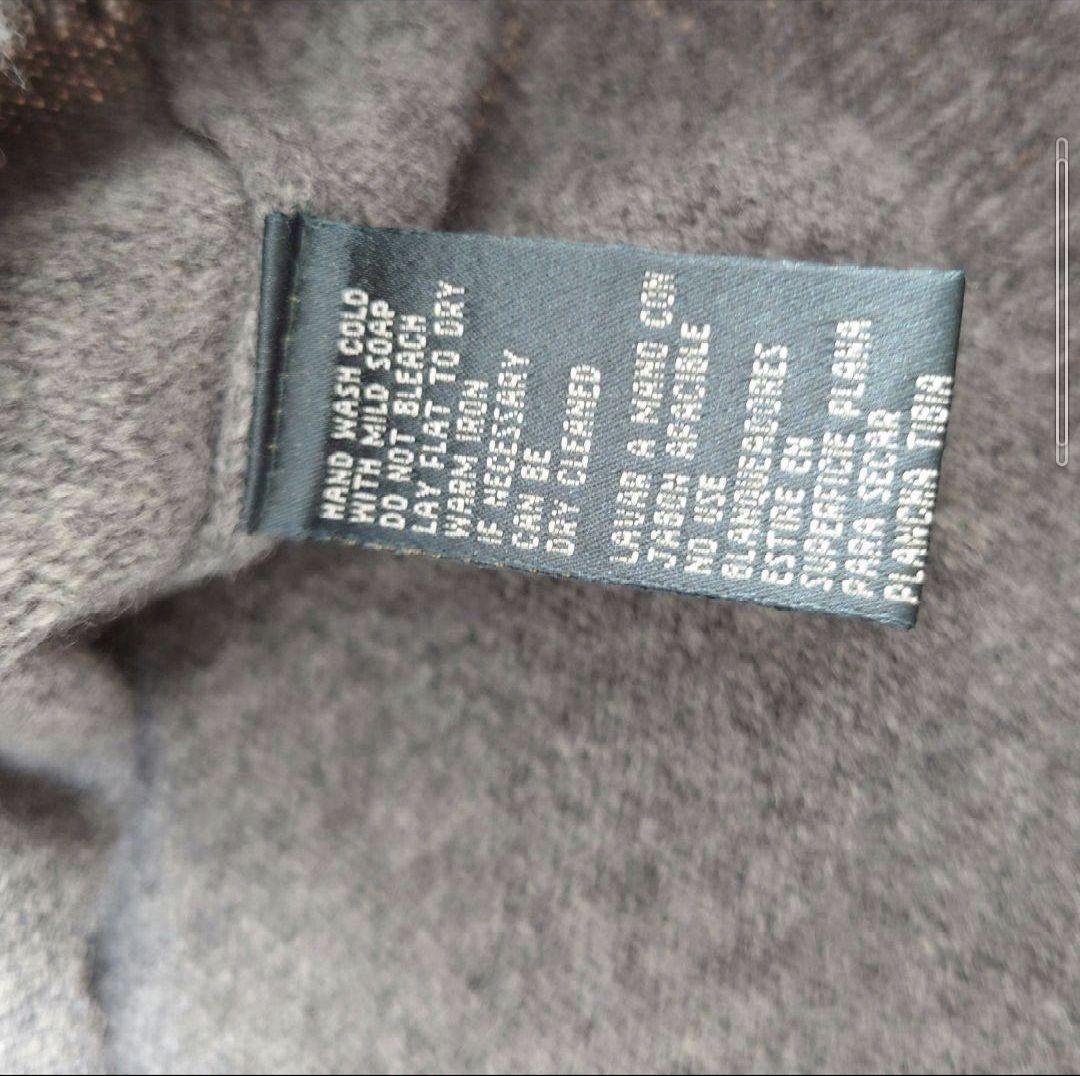 HAND WASH COLD
WITH MILD SOAP
DO NOT BLEACH
LAY FLAT TO DRY
WARM IRON
IF NECESSARY
CAN BE
DRY CLEANED
LAVAR A MANO CON
JABON APACIBLE
NO USE
BLANQUEADORES
ESTIRE EN
SUPERFICIE PLANA
PARA SECAR
PLANCHA TIBIA